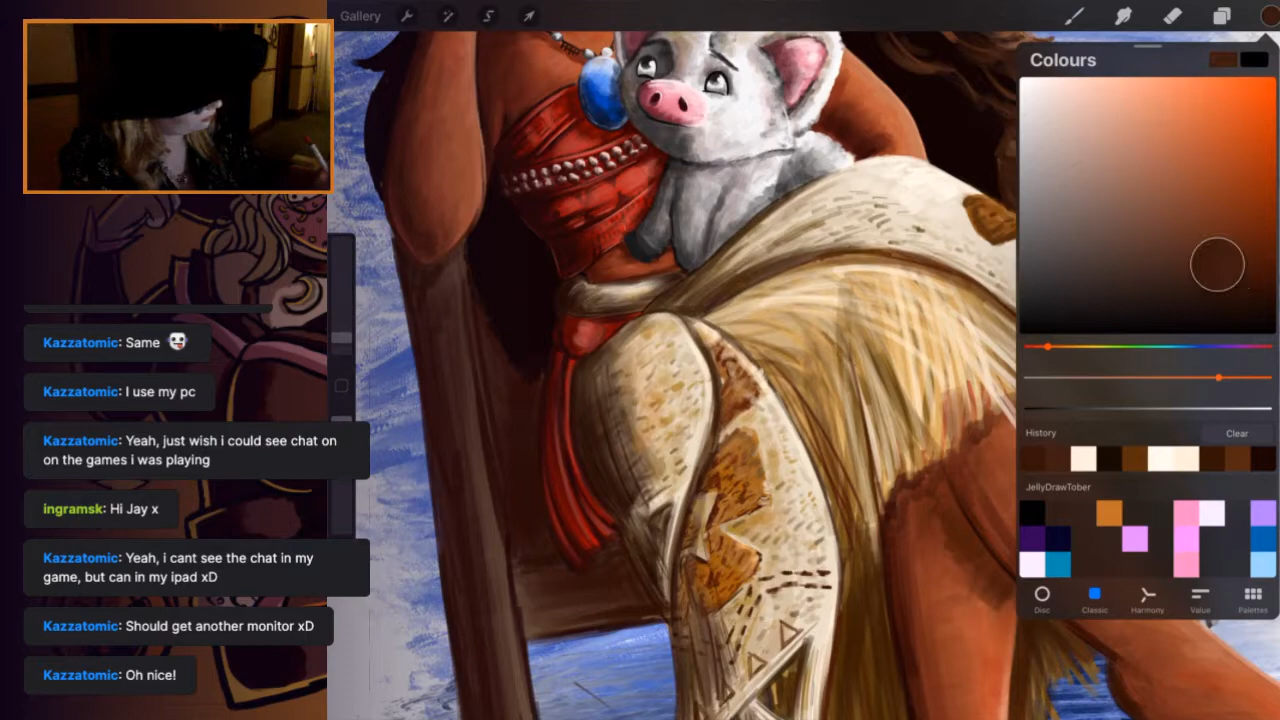 Gallery
Colours
Kazzatomic: Same
Kazzatomic: I use my pc
Kazzatomic: Yeah, just wish i could see chat on
on the games i was playing
ingramsk: Hi Jay x
Kazzatomic: Yeah, i cant see the chat in my
game, but can in my ipad xD
Kazzatomic: Should get another monitor xD
Kazzatomic: Oh nice!
History
Clear
JellyDrawTober
Disc
Classic
Harmony
Value
Palettes